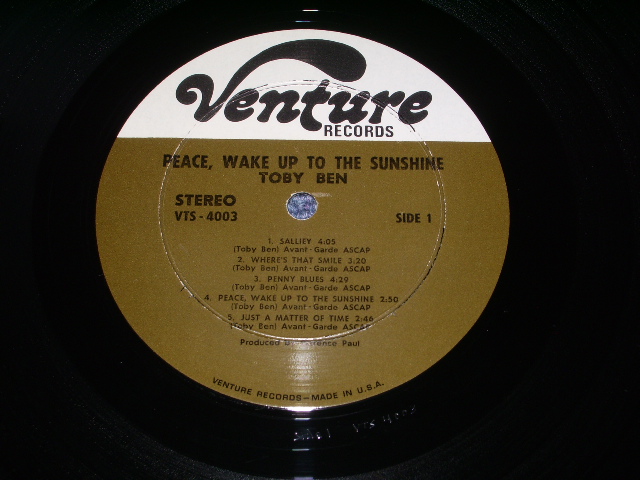 Venture
RECORDS
PEACE, WAKE UP TO THE SUNSHINE
TOBY BEN
STEREO
VTS - 4003
SIDE 1
1. SALLIEY 4:05
(Toby Ben) Avant-Garde ASCAP
2. WHERE'S THAT SMILE 3:20
(Toby Ben) Avant-Garde ASCAP
3. PENNY BLUES 4:29
(Toby Ben) Avant-Garde ASCAP
4. PEACE, WAKE UP TO THE SUNSHINE 2:50
(Toby Ben) Avant-Garde ASCAP
5. JUST A MATTER OF TIME 2:46
(Toby Ben) Avant-Garde ASCAP
Produced Paul
VENTURE RECORDS—MADE IN U.S.A.